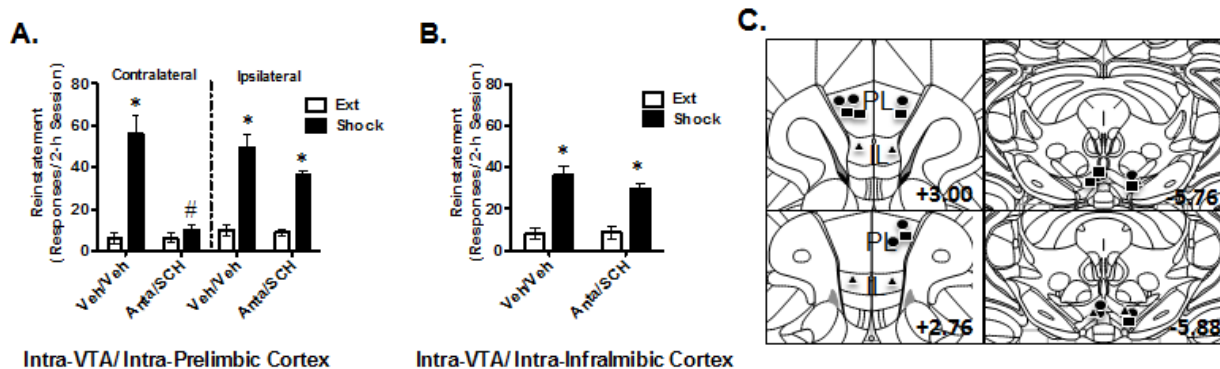 A.
Contralateral
Ipsilateral
Reinstatement
( Responses/2-h Session)
80
60
40
20
0
*
#
*
*
Ext
Shock
Veh/Veh
Anta/SCH
Veh/Veh
Anta/SCH
Intra-VTA/ Intra-Prelimbic Cortex
B.
Reinstatement
( Responses/2-h Session)
80
60
40
20
0
*
*
Ext
Shock
Veh/Veh
Anta/SCH
Intra-VTA/ Intra-Infralmibic Cortex
C.
PL
IL
+3.00
-5.76
PL
IL
+2.76
-5.88